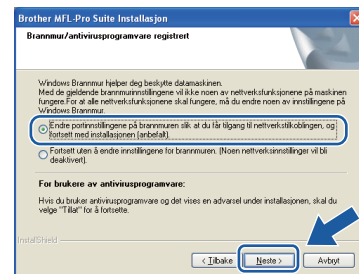 Brother MFL-Pro Suite Installasjon
Brannmur/antivirusprogramvare registrert
Windows Brannmur hjelper deg beskytte datamaskinen.
Med de gjeldende brannmurinnstillingene vil ikke noen av nettverksfunksjonene på maskinen
fungere.For at alle nettverksfunksjonene skal fungere, må du endre noen av innstillingene på
Windows Brannmur.
Endre portinnstillingene på brannmuren slik at du får tilgang til nettverkstilkoblingen, og
fortsett med installasjonen (anbefalt).
Fortsett uten å endre innstillingene for brannmuren. (Noen nettverksinnstillinger vil bli
deaktivert).
For brukere av antivirusprogramvare:
Hvis du bruker antivirusprogramvare og det vises en advarsel under installasjonen, skal du
velge "Tillat" for å fortsette.
InstallShield
< Tilbake
Neste >
Avbryt